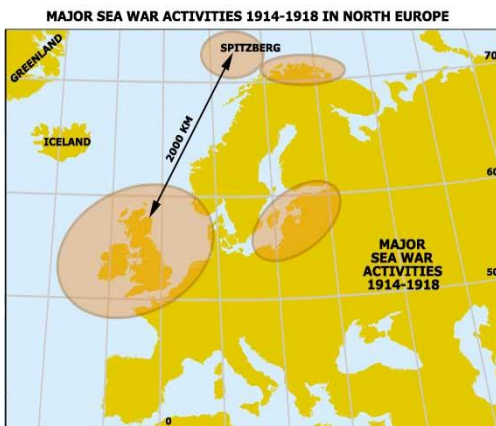 MAJOR SEA WAR ACTIVITIES 1914-1918 IN NORTH EUROPE
GREENLAND
SPITZBERG
70
ICELAND
2000 KM
60
MAJOR
SEA WAR
ACTIVITIES
1914-1918
50
0